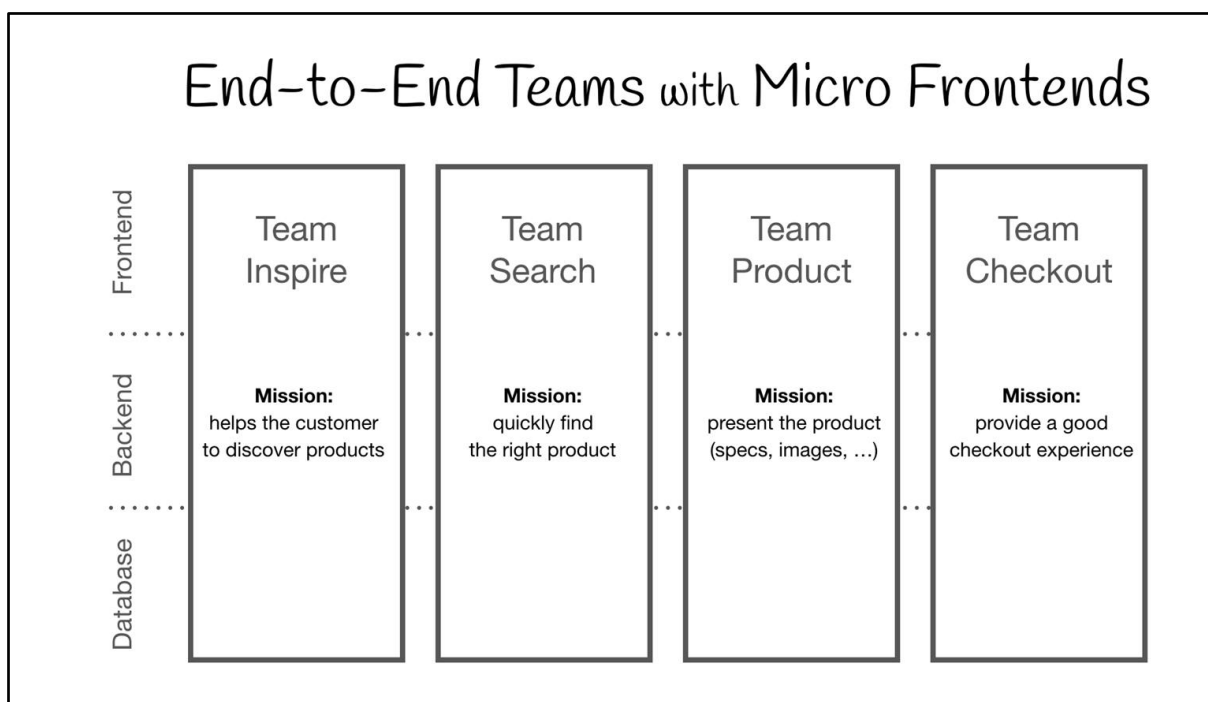 End-to-End Teams with Micro Frontends
Frontend
Team
Inspire
Team
Search
Team
Product
Team
Checkout
Backend
Mission:
helps the customer
to discover products
Mission:
quickly find
the right product
Mission:
present the product
(specs, images, …)
Mission:
provide a good
checkout experience
Database